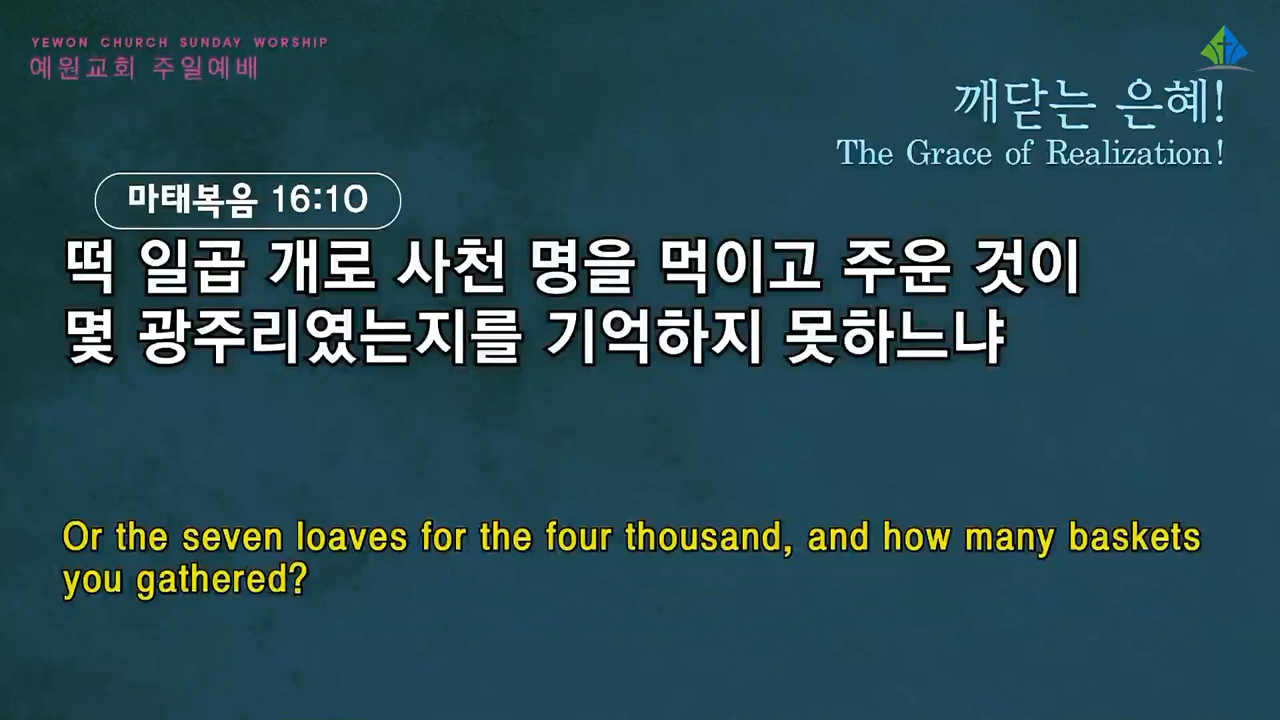 YEWON CHURCH SUNDAY WORSHIP
예원교회 주일예배
깨닫는 은혜!
The Grace of Realization!
마태복음 16:10
떡 일곱 개로 사천 명을 먹이고 주운 것이
몇 광주리였는지를 기억하지 못하느냐
Or the seven loaves for the four thousand, and how many baskets
you gathered?